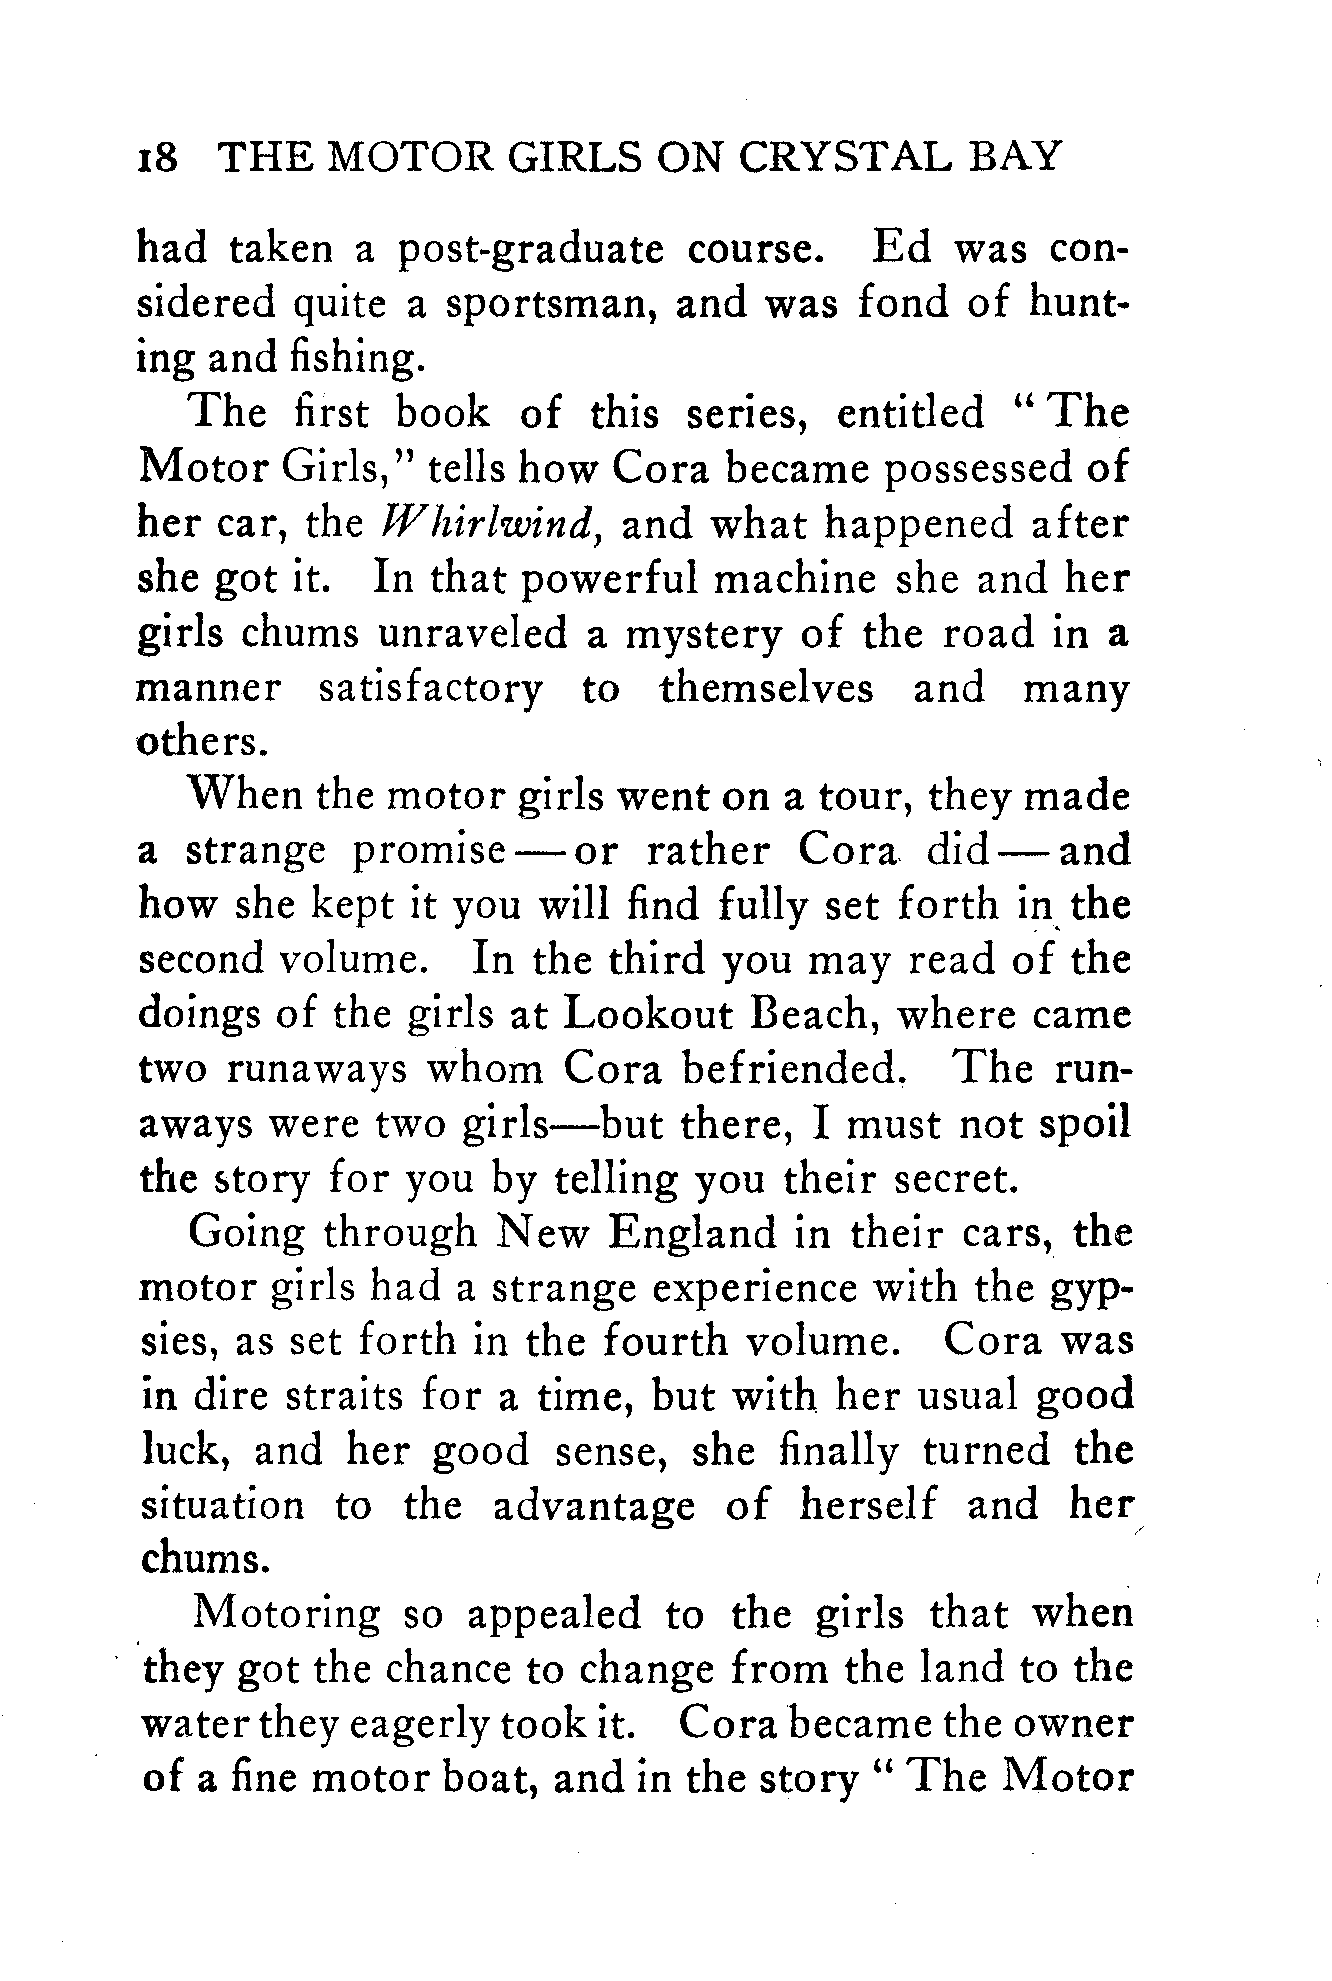 18 THE MOTOR GIRLS ON CRYSTAL BAY
had taken a post-graduate course. Ed was con-
sidered quite a sportsman, and was fond of hunt-
ing and fishing.
The first book of this series, entitled “ The
Motor Girls,” tells how Cora became possessed of
her car, the Whirlwind, and what happened after
she got it. In that powerful machine she and her
girls chums unraveled a mystery of the road in a
manner satisfactory to themselves and many
others.
When the motor girls went on a tour, they made
a strange promise — or rather Cora did — and
how she kept it you will find fully set forth in the
second volume. In the third you may read of the
doings of the girls at Lookout Beach, where came
two runaways whom Cora befriended. The run-
aways were two girls—but there, I must not spoil
the story for you by telling you their secret.
Going through New England in their cars, the
motor girls had a strange experience with the gyp-
sies, as set forth in the fourth volume. Cora was
in dire straits for a time, but with her usual good
luck, and her good sense, she finally turned the
situation to the advantage of herself and her
chums.
Motoring so appealed to the girls that when
they got the chance to change from the land to the
water they eagerly took it. Cora became the owner
of a fine motor boat, and in the story “ The Motor